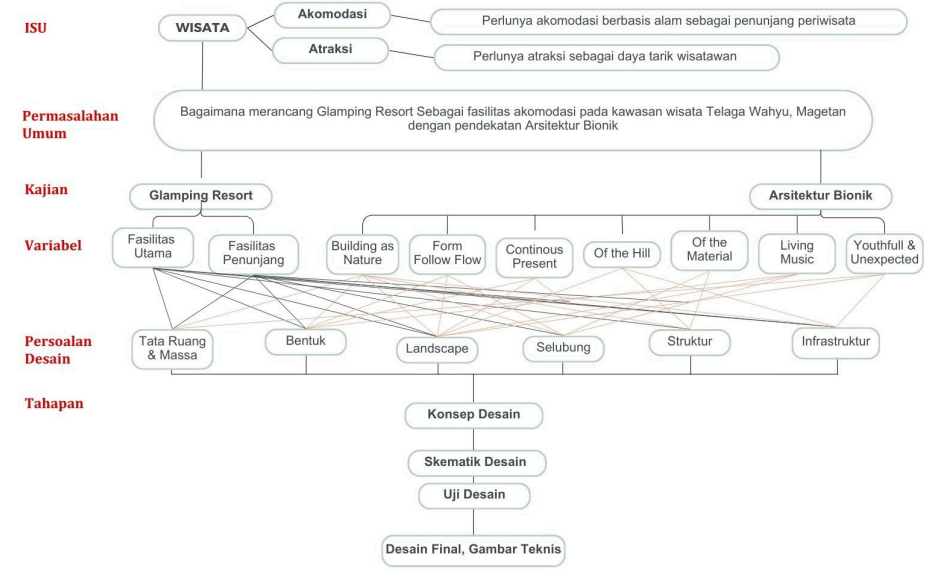 ISU
WISATA
Akomodasi
Perlunya akomodasi berbasis alam sebagai penunjang periwisata
Atraksi
Perlunya atraksi sebagai daya tarik wisatawan
Permasalahan
Umum
Bagaimana merancang Glamping Resort Sebagai fasilitas akomodasi pada kawasan wisata Telaga Wahyu, Magetan
dengan pendekatan Arsitektur Bionik
Kajian
Glamping Resort
Arsitektur Bionik
Variabel
Fasilitas
Utama
Fasilitas
Penunjang
Building as
Nature
Form
Follow Flow
Continous
Present
Of the Hill
Of the
Material
Living
Music
Youthfull &
Unexpected
Persoalan
Desain
Tata Ruang
& Massa
Bentuk
Landscape
Selubung
Struktur
Infrastruktur
Tahapan
Konsep Desain
Skematik Desain
Uji Desain
Desain Final, Gambar Teknis